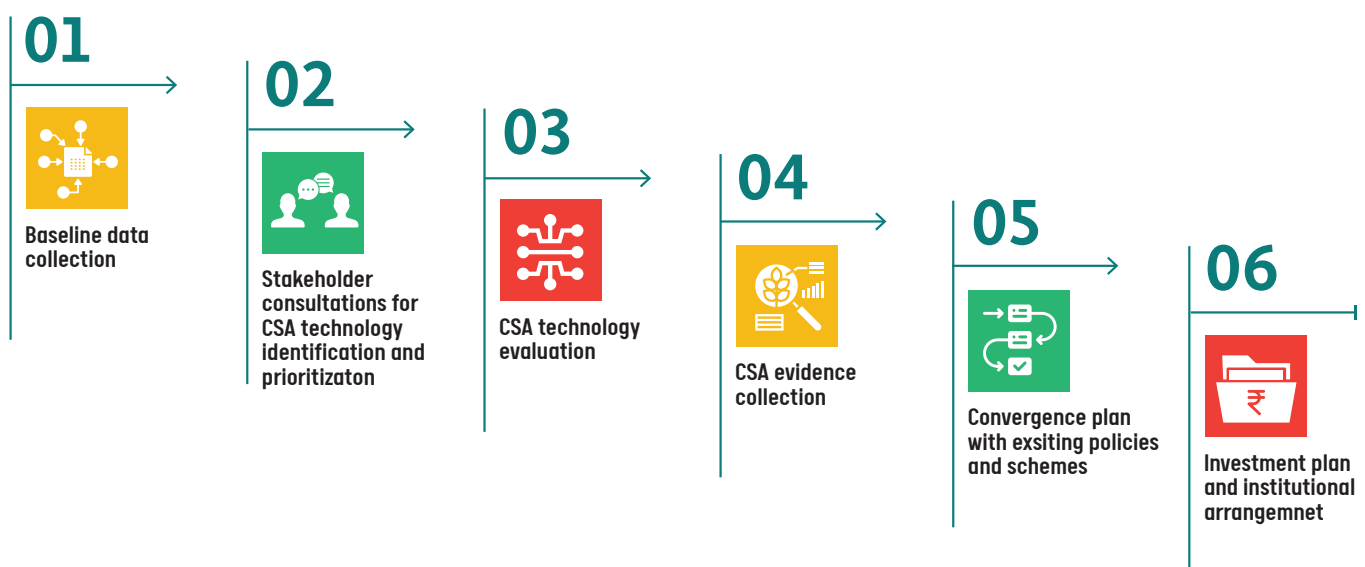 01
Baseline data
collection
02
Stakeholder
consultations for
CSA technology
identification and
prioritizaton
03
CSA technology
evaluation
04
CSA evidence
collection
05
Convergence plan
with exsiting policies
and schemes
06
₹
Investment plan
and institutional
arrangemnet